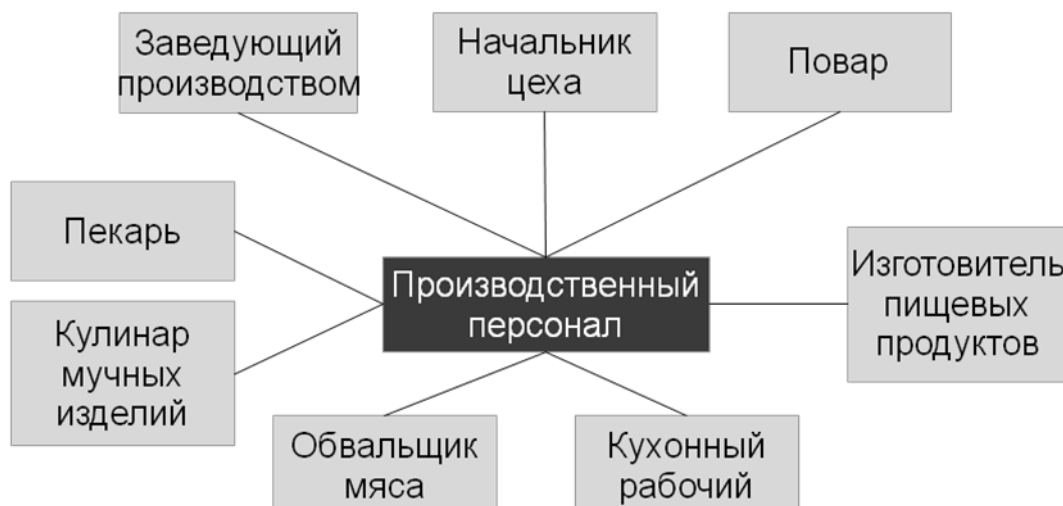 Заведующий
производством
Начальник
цеха
Повар
Пекарь
Производственный
персонал
Изготовитель
пищевых
продуктов
Кулинар
мучных
изделий
Обвальщик
мяса
Кухонный
рабочий